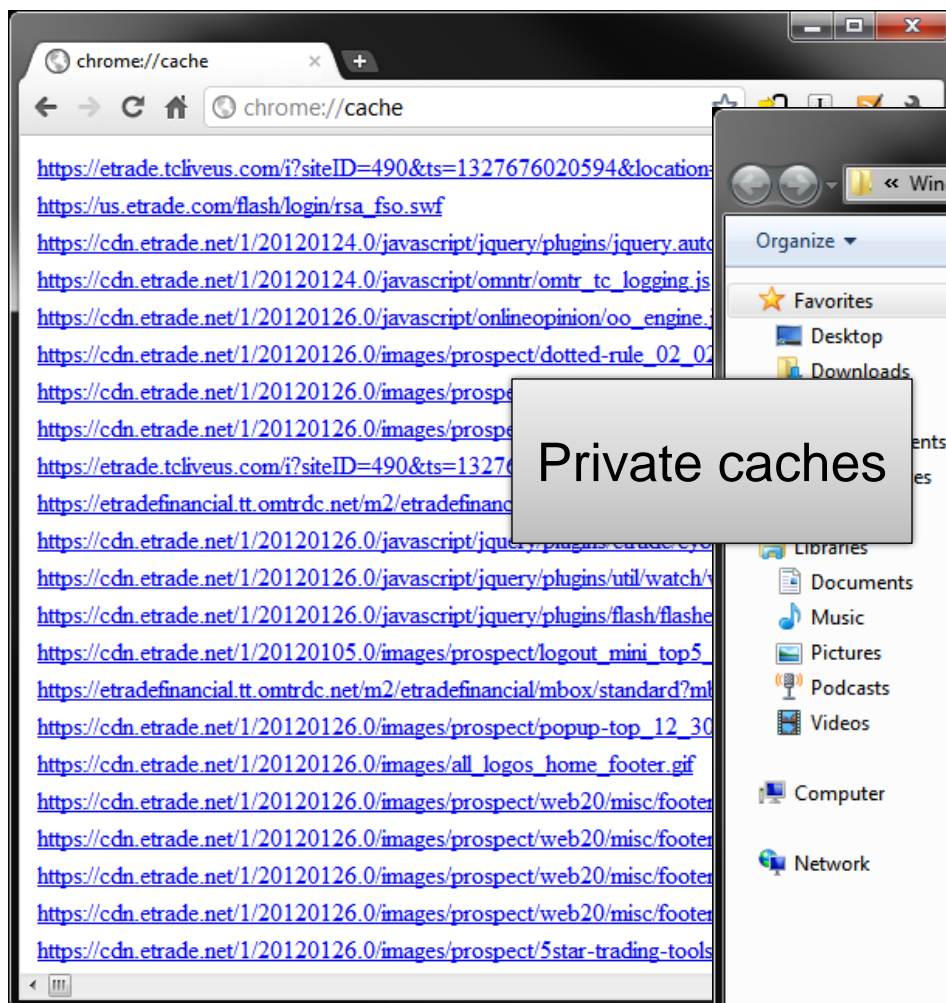 chrome://cache
chrome://cache
https://etrade.tcliveus.com/i?siteID=490&ts=1327676020594&location=
https://us.etrade.com/flash/login/rsa_fso.swf
https://cdn.etrade.net/1/20120124.0/javascript/jquery/plugins/jquery.auto
https://cdn.etrade.net/1/20120124.0/javascript/omntr/omtr_tc_logging.js
https://cdn.etrade.net/1/20120126.0/javascript/onlineopinion/oo_engine.j
https://cdn.etrade.net/1/20120126.0/images/prospect/dotted-rule_02_02
https://cdn.etrade.net/1/20120126.0/images/prospe
https://cdn.etrade.net/1/20120126.0/images/prospe
https://etrade.tcliveus.com/i?siteID=490&ts=13276
https://etradefinancial.tt.omtrdc.net/m2/etradefinanc
https://cdn.etrade.net/1/20120126.0/javascript/jquery/plugins/etrade/cyo
https://cdn.etrade.net/1/20120126.0/javascript/jquery/plugins/util/watch/
https://cdn.etrade.net/1/20120126.0/javascript/jquery/plugins/flash/flashe
https://cdn.etrade.net/1/20120105.0/images/prospect/logout_mini_top5_
https://etradefinancial.tt.omtrdc.net/m2/etradefinancial/mbox/standard?mb
https://cdn.etrade.net/1/20120126.0/images/prospect/popup-top_12_30
https://cdn.etrade.net/1/20120126.0/images/all_logos_home_footer.gif
https://cdn.etrade.net/1/20120126.0/images/prospect/web20/misc/footer
https://cdn.etrade.net/1/20120126.0/images/prospect/web20/misc/footer
https://cdn.etrade.net/1/20120126.0/images/prospect/web20/misc/footer
https://cdn.etrade.net/1/20120126.0/images/prospect/web20/misc/footer
https://cdn.etrade.net/1/20120126.0/images/prospect/5star-trading-tools
« Win
Organize
Favorites
Desktop
Downloads
ents
es
Private caches
Libraries
Documents
Music
Pictures
Podcasts
Videos
Computer
Network